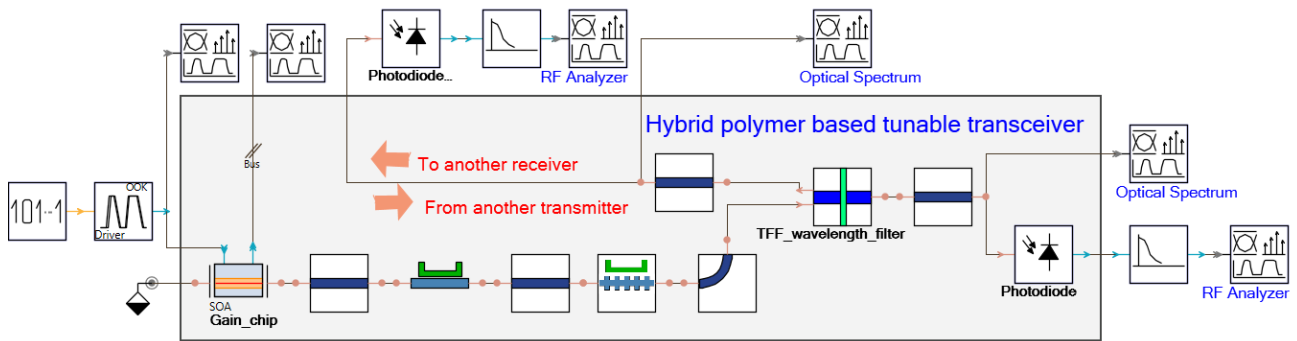 Photodiode...
RF Analyzer
Optical Spectrum
Hybrid polymer based tunable transceiver
Bus
To another receiver
From another transmitter
OOK
101··1
Driver
TFF_wavelength_filter
Optical Spectrum
SOA
Gain_chip
Photodiode
RF Analyzer